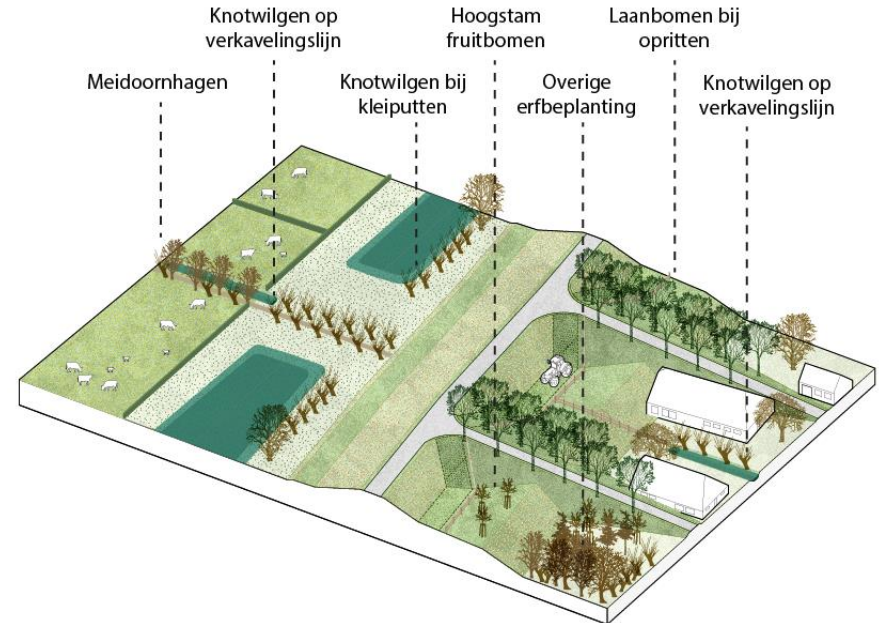 Knotwilgen op
verkavelingslijn
Hoogstam
fruitbomen
Laanbomen bij
opritten
Meidoornhagen
Knotwilgen bij
kleiputten
Overige
erfbeplanting
Knotwilgen op
verkavelingslijn